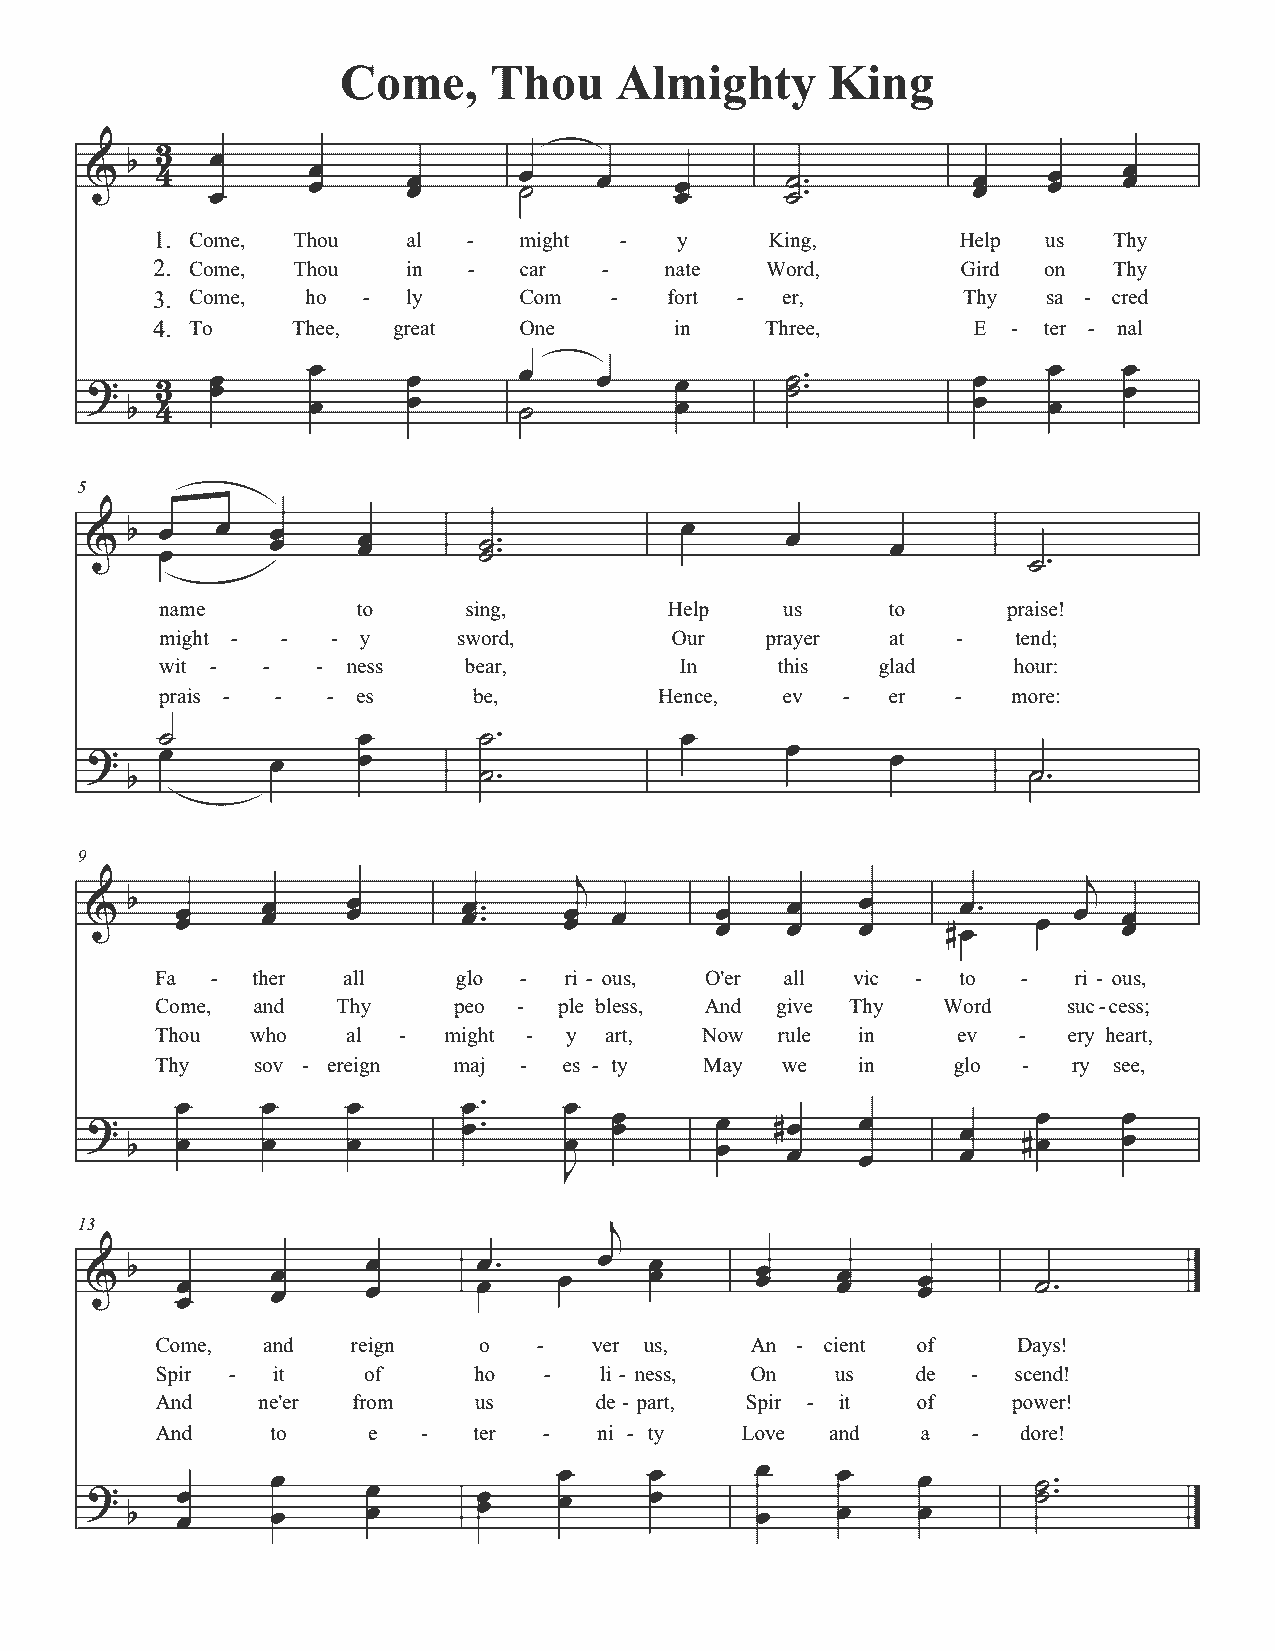 Come, Thou Almighty King
3
4
1. Come, Thou al - might - y King, Help us Thy
2. Come, Thou in - car - nate Word, Gird on Thy
3. Come, ho - ly Com - fort - er, Thy sa - cred
4. To Thee, great One in Three, E - ter - nal
3
4
5
name to sing, Help us to praise!
might - - - y sword, Our prayer at - tend;
wit - - - ness bear, In this glad hour:
prais - - - es be, Hence, ev - er - more:
9
Fa - ther all glo - ri - ous, O'er all vic - to - ri - ous,
Come, and Thy peo - ple bless, And give Thy Word suc - cess;
Thou who al - might - y art, Now rule in ev - ery heart,
Thy sov - ereign maj - es - ty May we in glo - ry see,
13
Come, and reign o - ver us, An - cient of Days!
Spir - it of ho - li - ness, On us de - scend!
And ne'er from us de - part, Spir - it of power!
And to e - ter - ni - ty Love and a - dore!